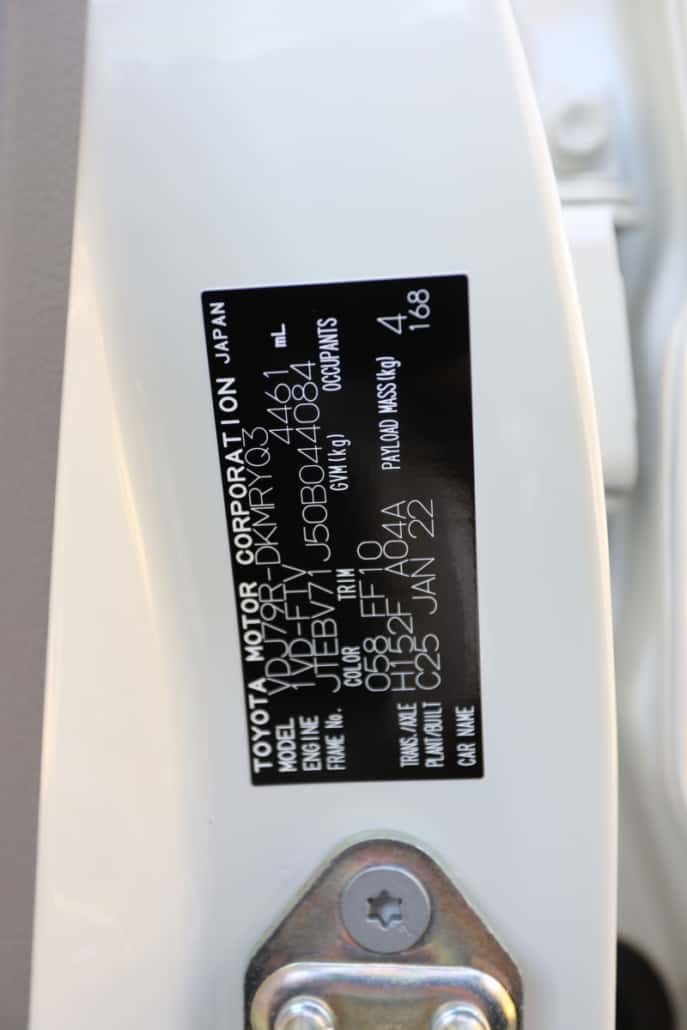 TOYOTA MOTOR CORPORATION JAPAN
MODEL VDJ79R-DKMRYQ3
ENGINE 1VD-FTV 4461 mL
FRAME No. JTEBV71J50B044084
COLOR TRIM GVM(kg) OCCUPANTS
058 FF10 4
TRANS./AXLE H152F A04A PAYLOAD MASS(kg) 168
PLANT/BUILT C25 JAN 22
CAR NAME